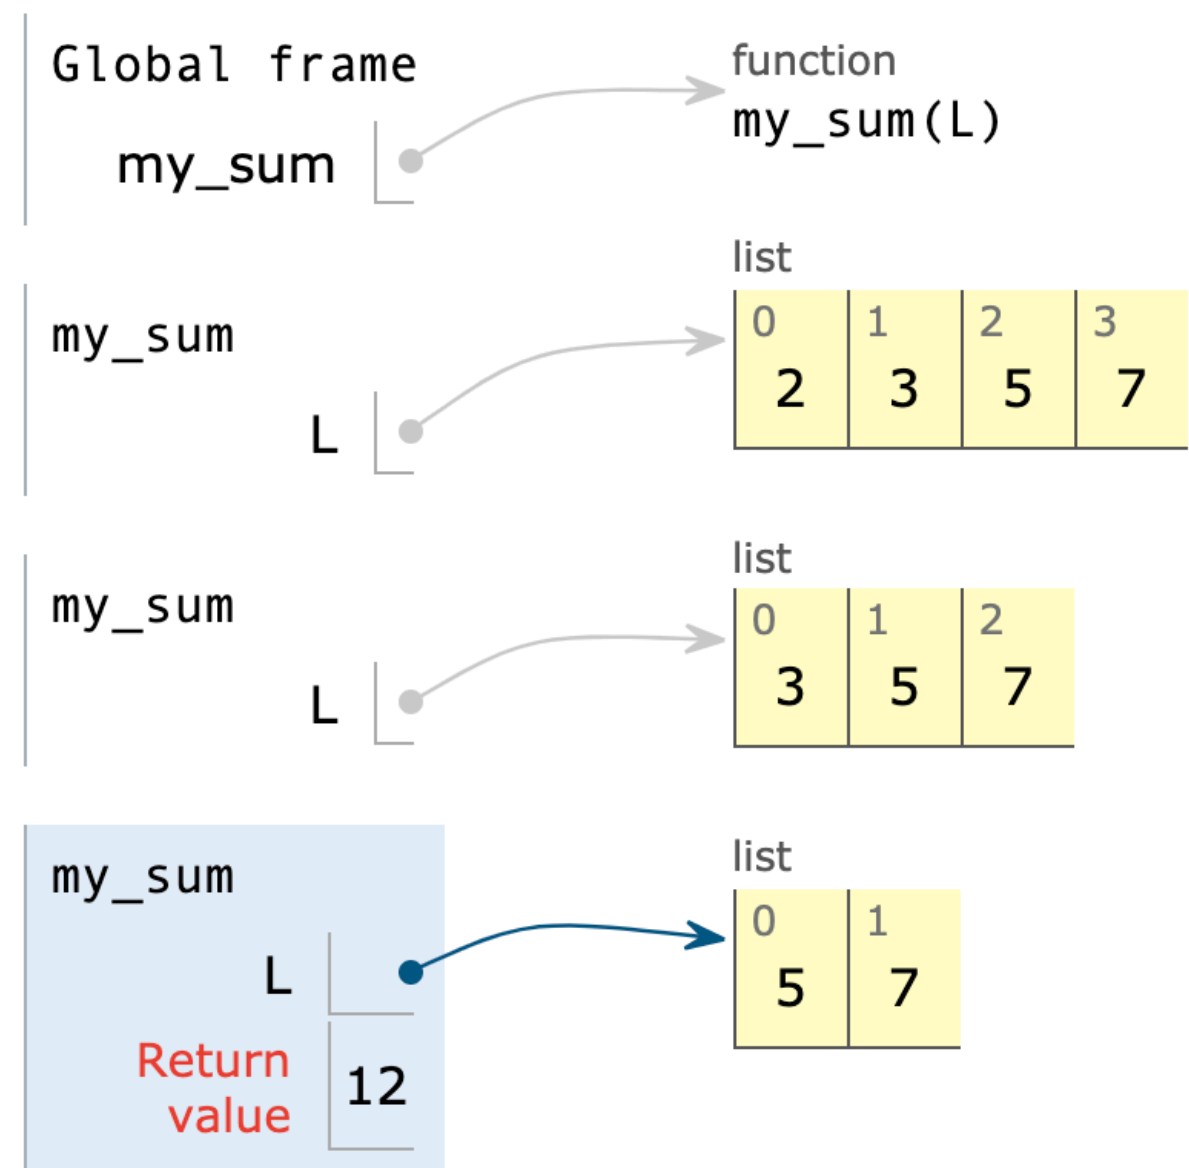 Global frame
my_sum
function
my_sum(L)
my_sum
L
list
0 1 2 3
2 3 5 7
my_sum
L
list
0 1 2
3 5 7
my_sum
L
Return
value
12
list
0 1
5 7